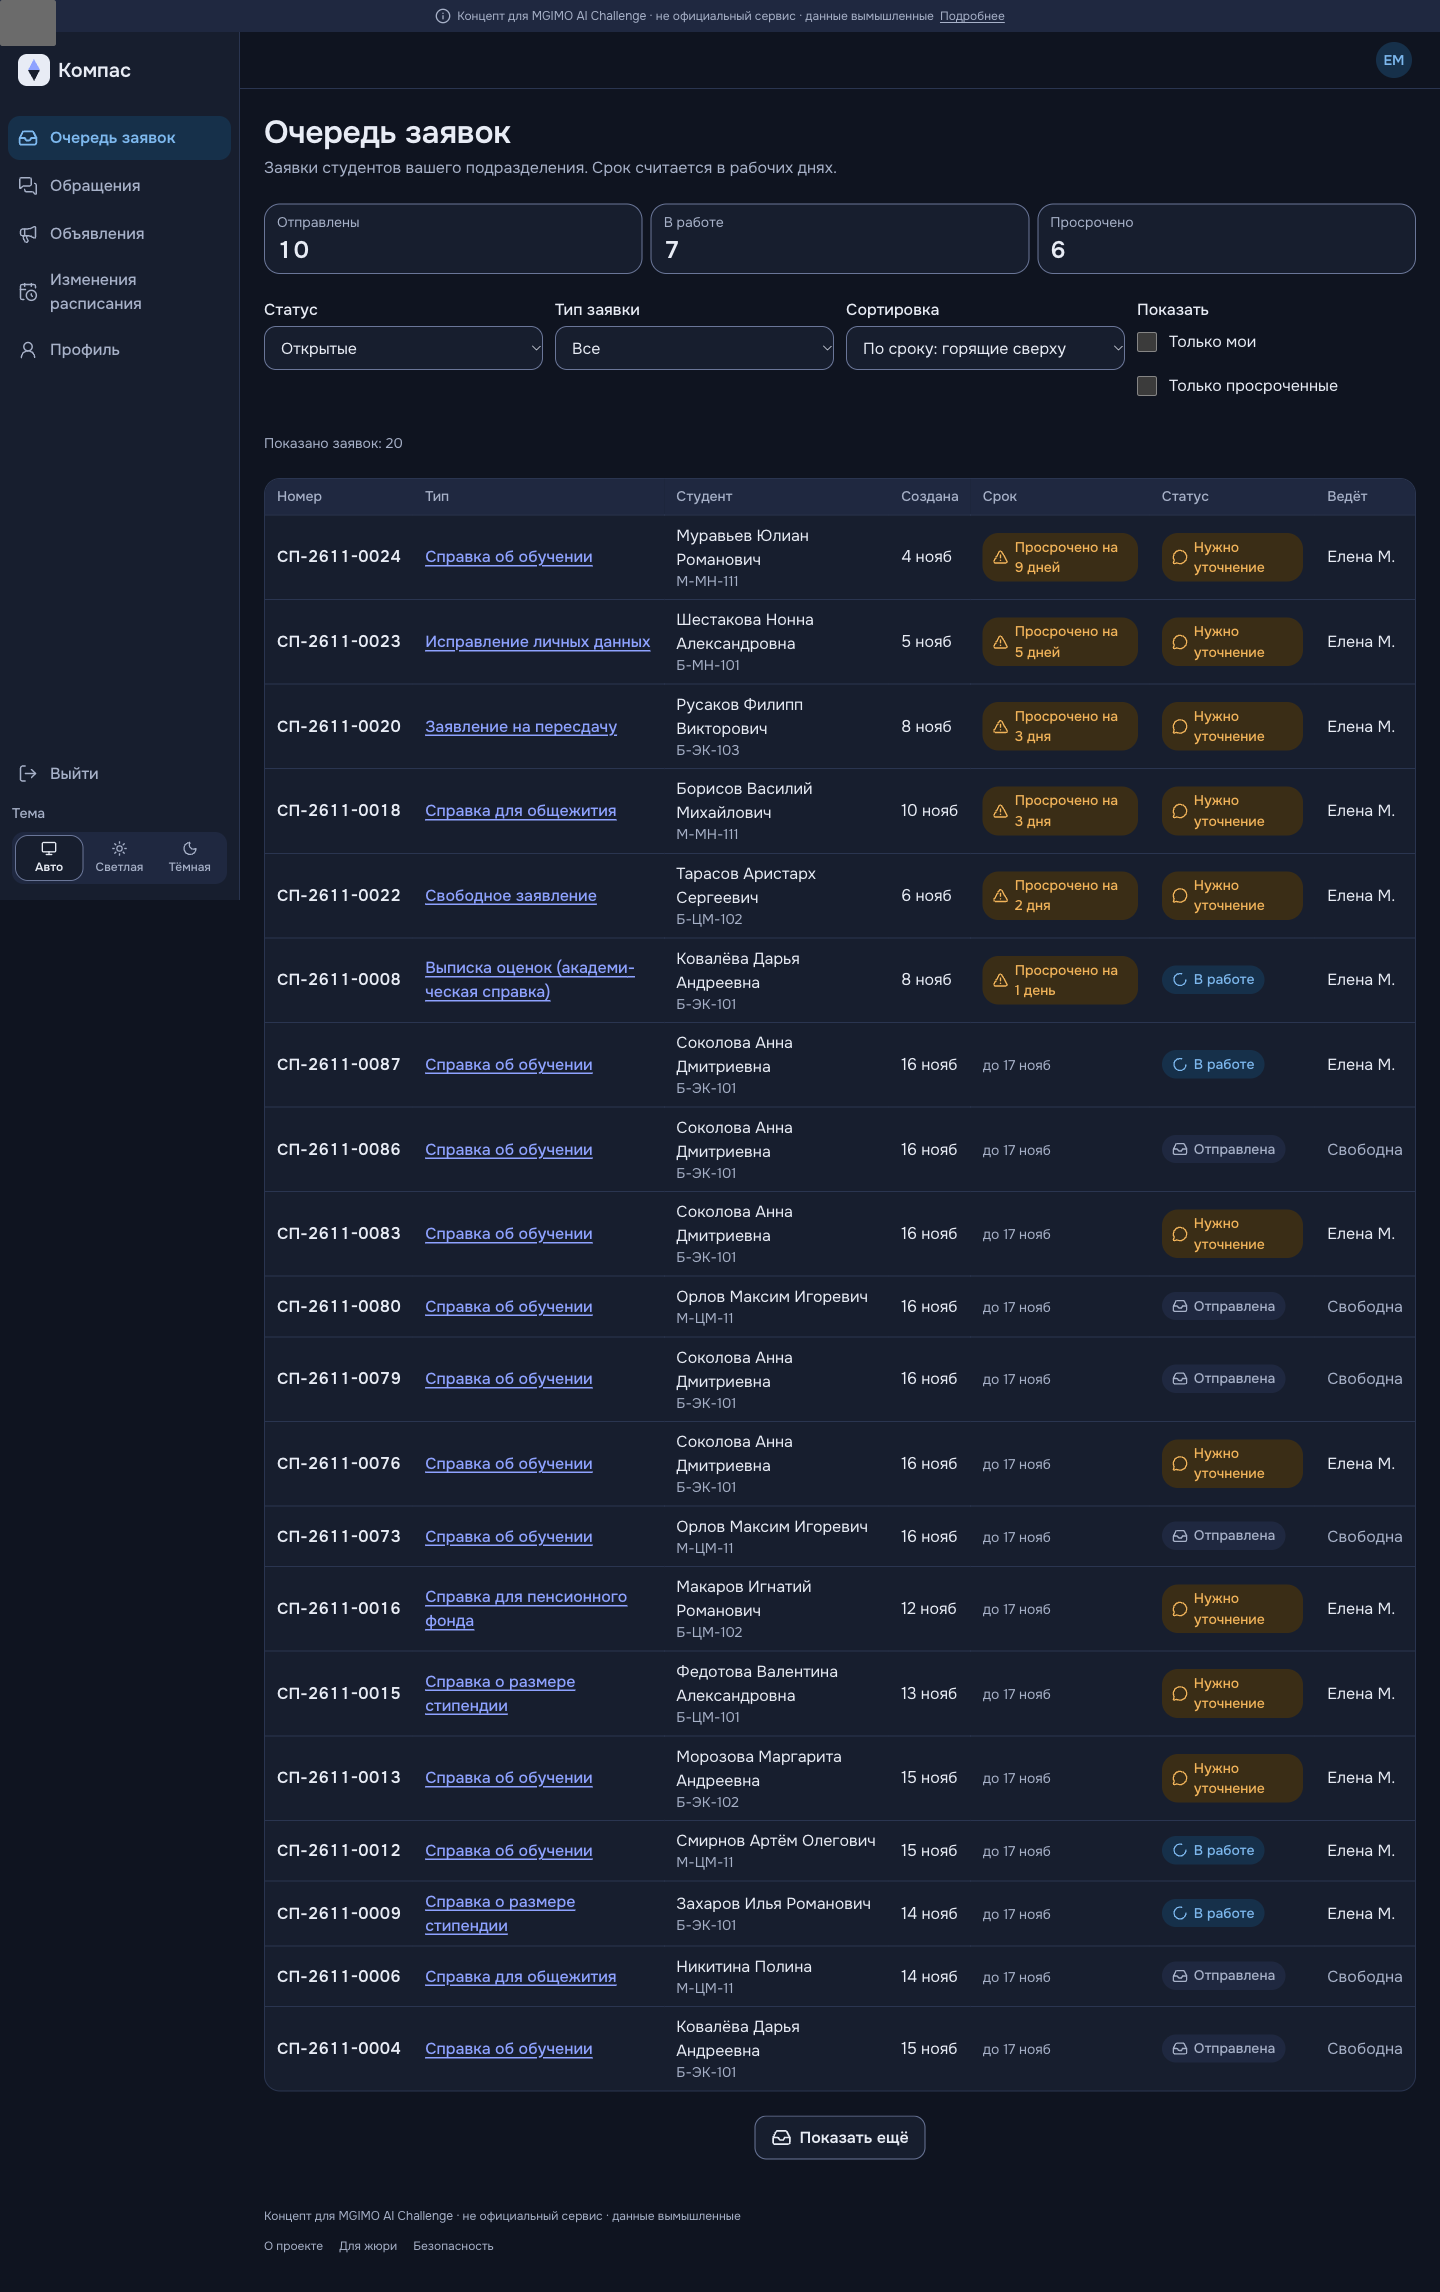 Концепт для MGIMO AI Challenge · не официальный сервис · данные вымышленные Подробнее
Компас
ЕМ
Очередь заявок
Обращения
Объявления
Изменения
расписания
Профиль
Выйти
Тема
Авто Светлая Тёмная
Очередь заявок
Заявки студентов вашего подразделения. Срок считается в рабочих днях.
Отправлены В работе Просрочено
10 7 6
Статус Тип заявки Сортировка Показать
Открытые Все По сроку: горящие сверху Только мои
Только просроченные
Показано заявок: 20
Номер Тип Студент Создана Срок Статус Ведёт
СП-2611-0024 Справка об обучении Муравьев Юлиан
Романович
М-МН-111 4 нояб Просрочено на
9 дней Нужно
уточнение Елена М.
СП-2611-0023 Исправление личных данных Шестакова Нонна
Александровна
Б-МН-101 5 нояб Просрочено на
5 дней Нужно
уточнение Елена М.
СП-2611-0020 Заявление на пересдачу Русаков Филипп
Викторович
Б-ЭК-103 8 нояб Просрочено на
3 дня Нужно
уточнение Елена М.
СП-2611-0018 Справка для общежития Борисов Василий
Михайлович
М-МН-111 10 нояб Просрочено на
3 дня Нужно
уточнение Елена М.
СП-2611-0022 Свободное заявление Тарасов Аристарх
Сергеевич
Б-ЦМ-102 6 нояб Просрочено на
2 дня Нужно
уточнение Елена М.
СП-2611-0008 Выписка оценок (академи-
ческая справка) Ковалёва Дарья
Андреевна
Б-ЭК-101 8 нояб Просрочено на
1 день В работе Елена М.
СП-2611-0087 Справка об обучении Соколова Анна
Дмитриевна
Б-ЭК-101 16 нояб до 17 нояб В работе Елена М.
СП-2611-0086 Справка об обучении Соколова Анна
Дмитриевна
Б-ЭК-101 16 нояб до 17 нояб Отправлена Свободна
СП-2611-0083 Справка об обучении Соколова Анна
Дмитриевна
Б-ЭК-101 16 нояб до 17 нояб Нужно
уточнение Елена М.
СП-2611-0080 Справка об обучении Орлов Максим Игоревич
М-ЦМ-11 16 нояб до 17 нояб Отправлена Свободна
СП-2611-0079 Справка об обучении Соколова Анна
Дмитриевна
Б-ЭК-101 16 нояб до 17 нояб Отправлена Свободна
СП-2611-0076 Справка об обучении Соколова Анна
Дмитриевна
Б-ЭК-101 16 нояб до 17 нояб Нужно
уточнение Елена М.
СП-2611-0073 Справка об обучении Орлов Максим Игоревич
М-ЦМ-11 16 нояб до 17 нояб Отправлена Свободна
СП-2611-0016 Справка для пенсионного
фонда Макаров Игнатий
Романович
Б-ЦМ-102 12 нояб до 17 нояб Нужно
уточнение Елена М.
СП-2611-0015 Справка о размере
стипендии Федотова Валентина
Александровна
Б-ЦМ-101 13 нояб до 17 нояб Нужно
уточнение Елена М.
СП-2611-0013 Справка об обучении Морозова Маргарита
Андреевна
Б-ЭК-102 15 нояб до 17 нояб Нужно
уточнение Елена М.
СП-2611-0012 Справка об обучении Смирнов Артём Олегович
М-ЦМ-11 15 нояб до 17 нояб В работе Елена М.
СП-2611-0009 Справка о размере
стипендии Захаров Илья Романович
Б-ЭК-101 14 нояб до 17 нояб В работе Елена М.
СП-2611-0006 Справка для общежития Никитина Полина
М-ЦМ-11 14 нояб до 17 нояб Отправлена Свободна
СП-2611-0004 Справка об обучении Ковалёва Дарья
Андреевна
Б-ЭК-101 15 нояб до 17 нояб Отправлена Свободна
Показать ещё
Концепт для MGIMO AI Challenge · не официальный сервис · данные вымышленные
О проекте Для жюри Безопасность